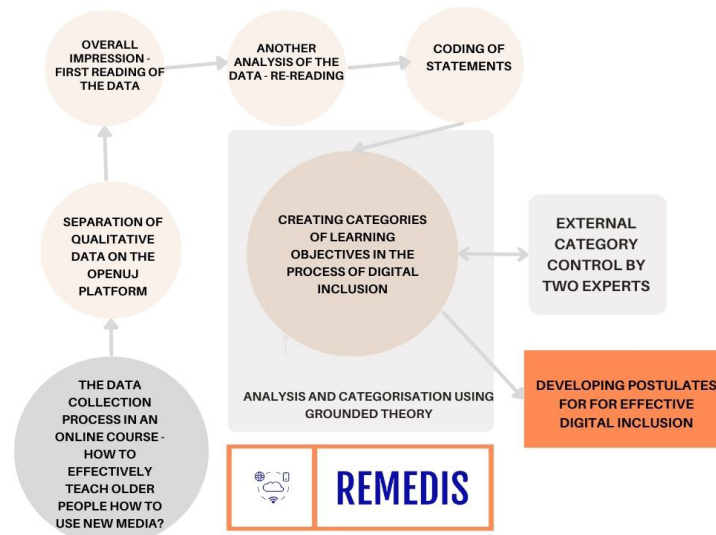 OVERALL
IMPRESSION -
FIRST READING OF
THE DATA
ANOTHER
ANALYSIS OF THE
DATA - RE-READING
CODING OF
STATEMENTS
SEPARATION OF
QUALITATIVE
DATA ON THE
OPENUJ
PLATFORM
CREATING CATEGORIES
OF LEARNING
OBJECTIVES IN THE
PROCESS OF DIGITAL
INCLUSION
EXTERNAL
CATEGORY
CONTROL BY
TWO EXPERTS
THE DATA
COLLECTION
PROCESS IN AN
ONLINE COURSE -
HOW TO
EFFECTIVELY
TEACH OLDER
PEOPLE HOW TO
USE NEW MEDIA?
ANALYSIS AND CATEGORISATION USING
GROUNDED THEORY
DEVELOPING POSTULATES
FOR FOR EFFECTIVE
DIGITAL INCLUSION
REMEDIS